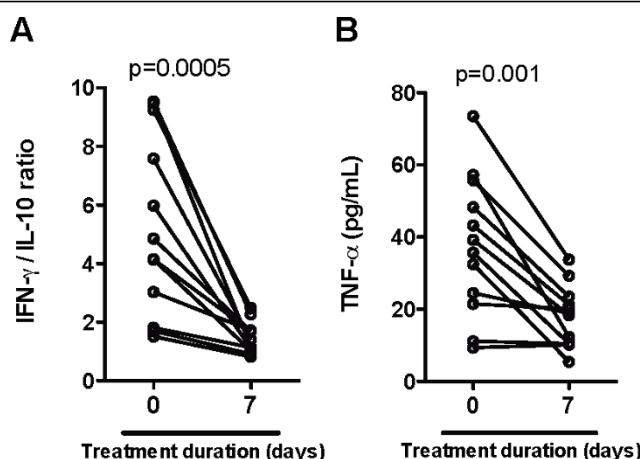 A
p=0.0005
IFN-γ / IL-10 ratio
10
8
6
4
2
0
0 7
Treatment duration (days)
B
p=0.001
TNF-α (pg/mL)
80
60
40
20
0
0 7
Treatment duration (days)